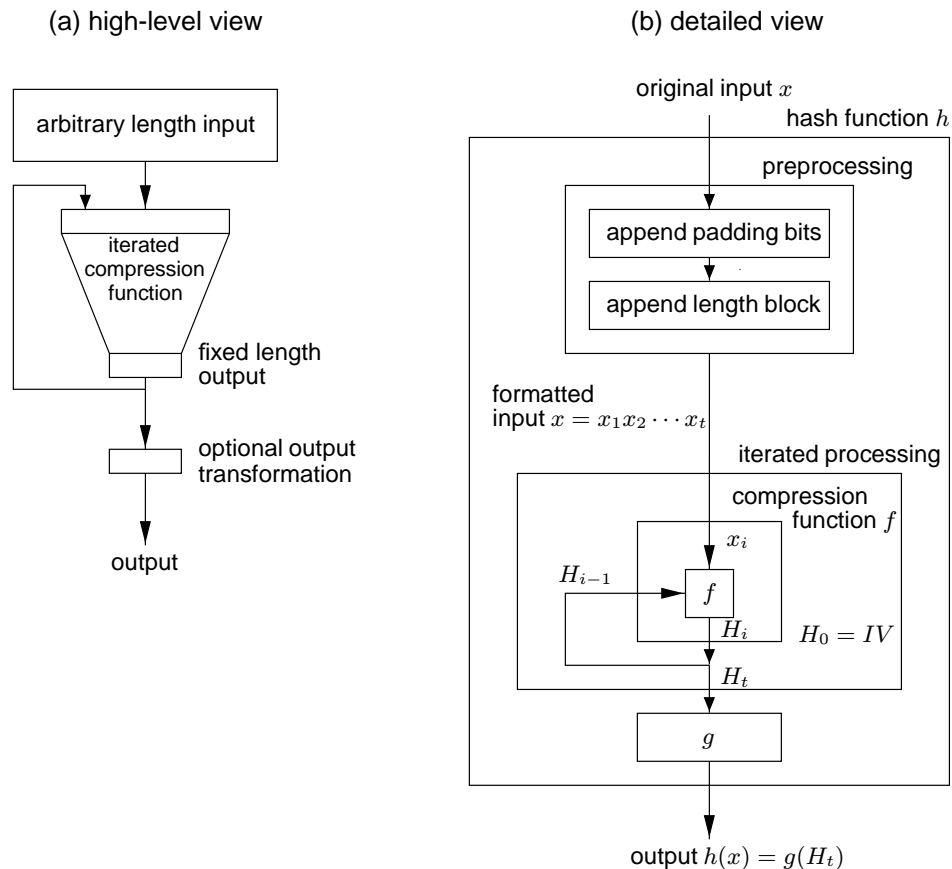 (a) high-level view
arbitrary length input
iterated
compression
function
fixed length
output
optional output
transformation
output
(b) detailed view
original input x
hash function h
preprocessing
append padding bits
append length block
formatted
input x = x₁x₂ ⋯ xₜ
iterated processing
compression
function f
xᵢ
Hᵢ₋₁
f
Hᵢ
H₀ = IV
Hₜ
g
output h(x) = g(Hₜ)